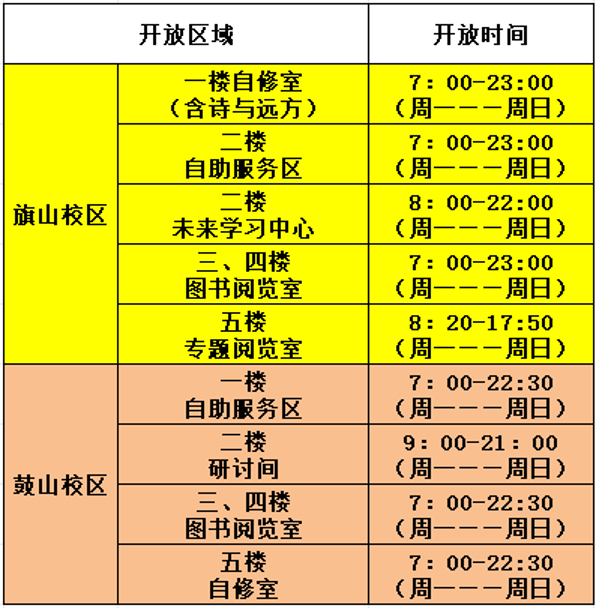 开放区域
开放时间
旗山校区
一楼自修室
（含诗与远方）
7：00-23:00
（周一——周日）
二楼
自助服务区
7：00-23:00
（周一——周日）
二楼
未来学习中心
8：00-22:00
（周一——周日）
三、四楼
图书阅览室
7：00-23:00
（周一——周日）
五楼
专题阅览室
8：20-17:50
（周一——周日）
鼓山校区
一楼
自助服务区
7：00-22:30
（周一——周日）
二楼
研讨间
9：00-21：00
（周一——周日）
三、四楼
图书阅览室
7：00-22:30
（周一——周日）
五楼
自修室
7：00-22:30
（周一——周日）